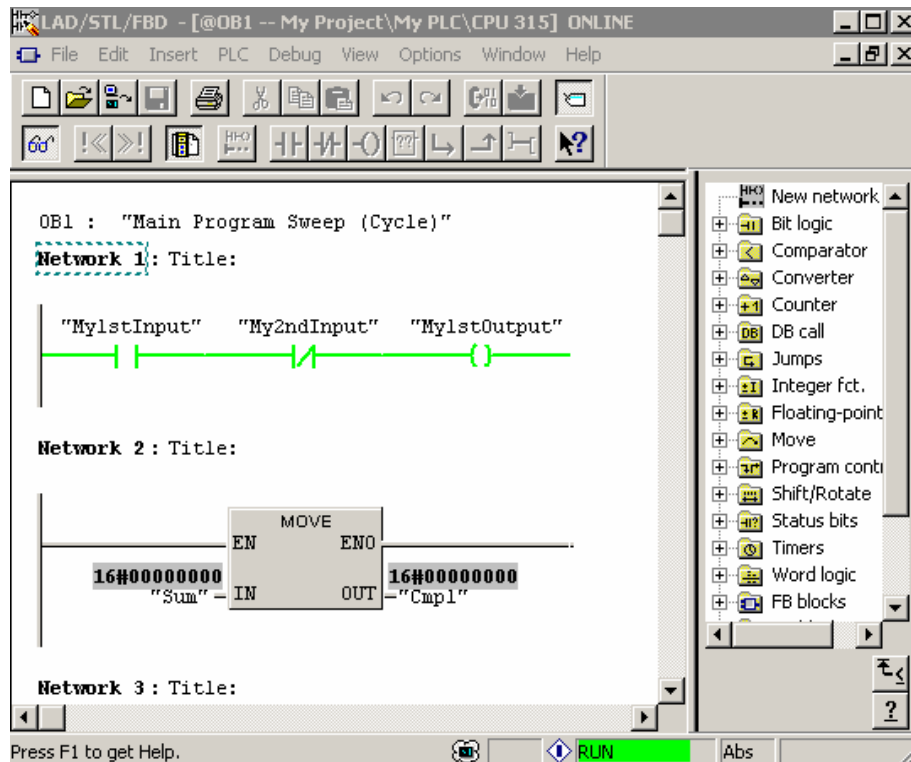 LAD/STL/FBD - [@OB1 -- My Project\My PLC\CPU 315] ONLINE
File Edit Insert PLC Debug View Options Window Help
OB1 : "Main Program Sweep (Cycle)"
Network 1: Title:
"My1stInput" "My2ndInput" "My1stOutput"
Network 2 : Title:
MOVE
EN ENO
16#00000000 16#00000000
"Sum" IN OUT "Cmpl"
Network 3 : Title:
New network
Bit logic
Comparator
Converter
Counter
DB call
Jumps
Integer fct.
Floating-point
Move
Program contr
Shift/Rotate
Status bits
Timers
Word logic
FB blocks
Press F1 to get Help.
RUN
Abs